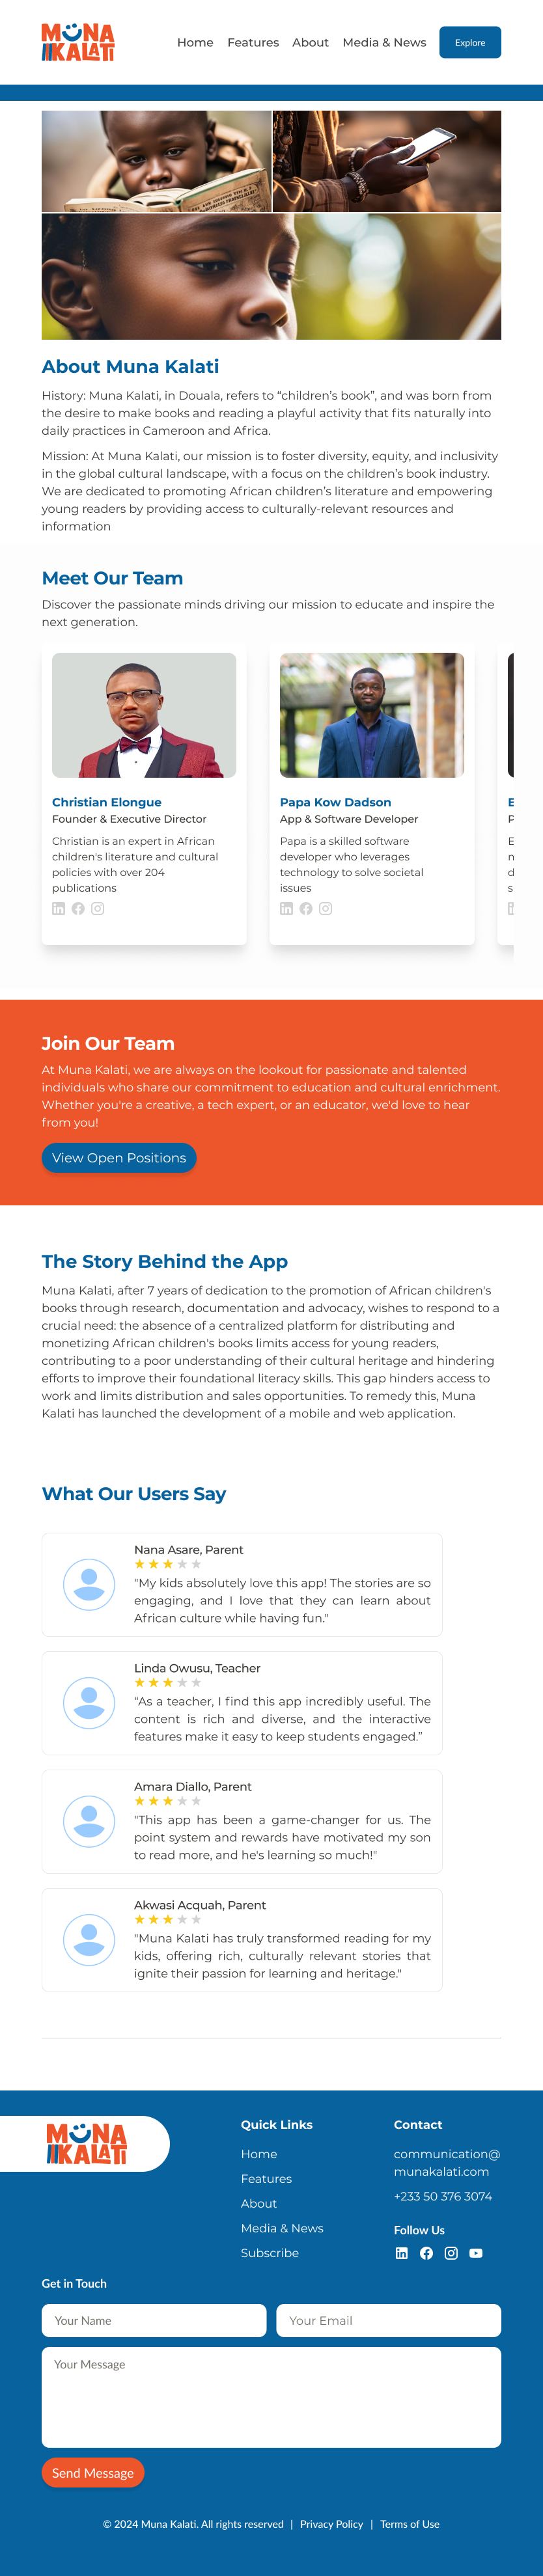 MUNA
KALATI
Home Features About Media & News Explore
About Muna Kalati
History: Muna Kalati, in Douala, refers to “children’s book”, and was born from
the desire to make books and reading a playful activity that fits naturally into
daily practices in Cameroon and Africa.
Mission: At Muna Kalati, our mission is to foster diversity, equity, and inclusivity
in the global cultural landscape, with a focus on the children’s book industry.
We are dedicated to promoting African children’s literature and empowering
young readers by providing access to culturally-relevant resources and
information
Meet Our Team
Discover the passionate minds driving our mission to educate and inspire the
next generation.
Christian Elongue
Founder & Executive Director
Christian is an expert in African
children's literature and cultural
policies with over 204
publications
Papa Kow Dadson
App & Software Developer
Papa is a skilled software
developer who leverages
technology to solve societal
issues
Join Our Team
At Muna Kalati, we are always on the lookout for passionate and talented
individuals who share our commitment to education and cultural enrichment.
Whether you're a creative, a tech expert, or an educator, we'd love to hear
from you!
View Open Positions
The Story Behind the App
Muna Kalati, after 7 years of dedication to the promotion of African children's
books through research, documentation and advocacy, wishes to respond to a
crucial need: the absence of a centralized platform for distributing and
monetizing African children's books limits access for young readers,
contributing to a poor understanding of their cultural heritage and hindering
efforts to improve their foundational literacy skills. This gap hinders access to
work and limits distribution and sales opportunities. To remedy this, Muna
Kalati has launched the development of a mobile and web application.
What Our Users Say
Nana Asare, Parent
"My kids absolutely love this app! The stories are so
engaging, and I love that they can learn about
African culture while having fun."
Linda Owusu, Teacher
“As a teacher, I find this app incredibly useful. The
content is rich and diverse, and the interactive
features make it easy to keep students engaged.”
Amara Diallo, Parent
"This app has been a game-changer for us. The
point system and rewards have motivated my son
to read more, and he's learning so much!"
Akwasi Acquah, Parent
"Muna Kalati has truly transformed reading for my
kids, offering rich, culturally relevant stories that
ignite their passion for learning and heritage."
MUNA
KALATI
Quick Links
Home
Features
About
Media & News
Subscribe
Contact
communication@
munakalati.com
+233 50 376 3074
Follow Us
Get in Touch
Your Name
Your Email
Your Message
Send Message
© 2024 Muna Kalati. All rights reserved | Privacy Policy | Terms of Use